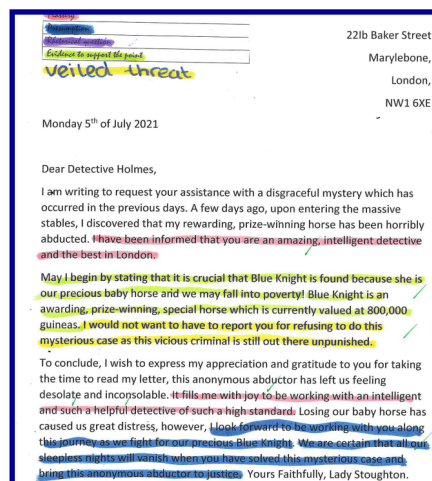 Flattery
Presumption
Rhetorical question
Evidence to support the point
veiled threat
22Ib Baker Street
Marylebone,
London,
NW1 6XE
Monday 5th of July 2021
Dear Detective Holmes,
I am writing to request your assistance with a disgraceful mystery which has
occurred in the previous days. A few days ago, upon entering the massive
stables, I discovered that my rewarding, prize-winning horse has been horribly
abducted. I have been informed that you are an amazing, intelligent detective
and the best in London.
May I begin by stating that it is crucial that Blue Knight is found because she is
our precious baby horse and we may fall into poverty! Blue Knight is an
awarding, prize-winning, special horse which is currently valued at 800,000
guineas. I would not want to have to report you for refusing to do this
mysterious case as this vicious criminal is still out there unpunished.
To conclude, I wish to express my appreciation and gratitude to you for taking
the time to read my letter, this anonymous abductor has left us feeling
desolate and inconsolable. It fills me with joy to be working with an intelligent
and such a helpful detective of such a high standard. Losing our baby horse has
caused us great distress, however, I look forward to be working with you along
this journey as we fight for our precious Blue Knight. We are certain that all our
sleepless nights will vanish when you have solved this mysterious case and
bring this anonymous abductor to justice. Yours Faithfully, Lady Stoughton.